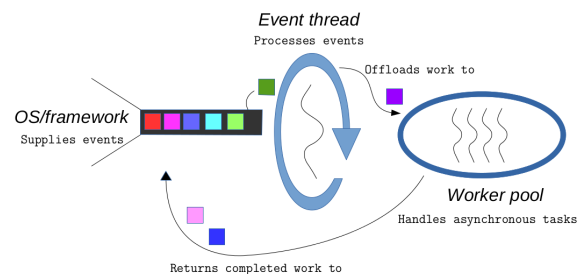 Event thread
Processes events
Offloads work to
OS/framework
Supplies events
Worker pool
Handles asynchronous tasks
Returns completed work to